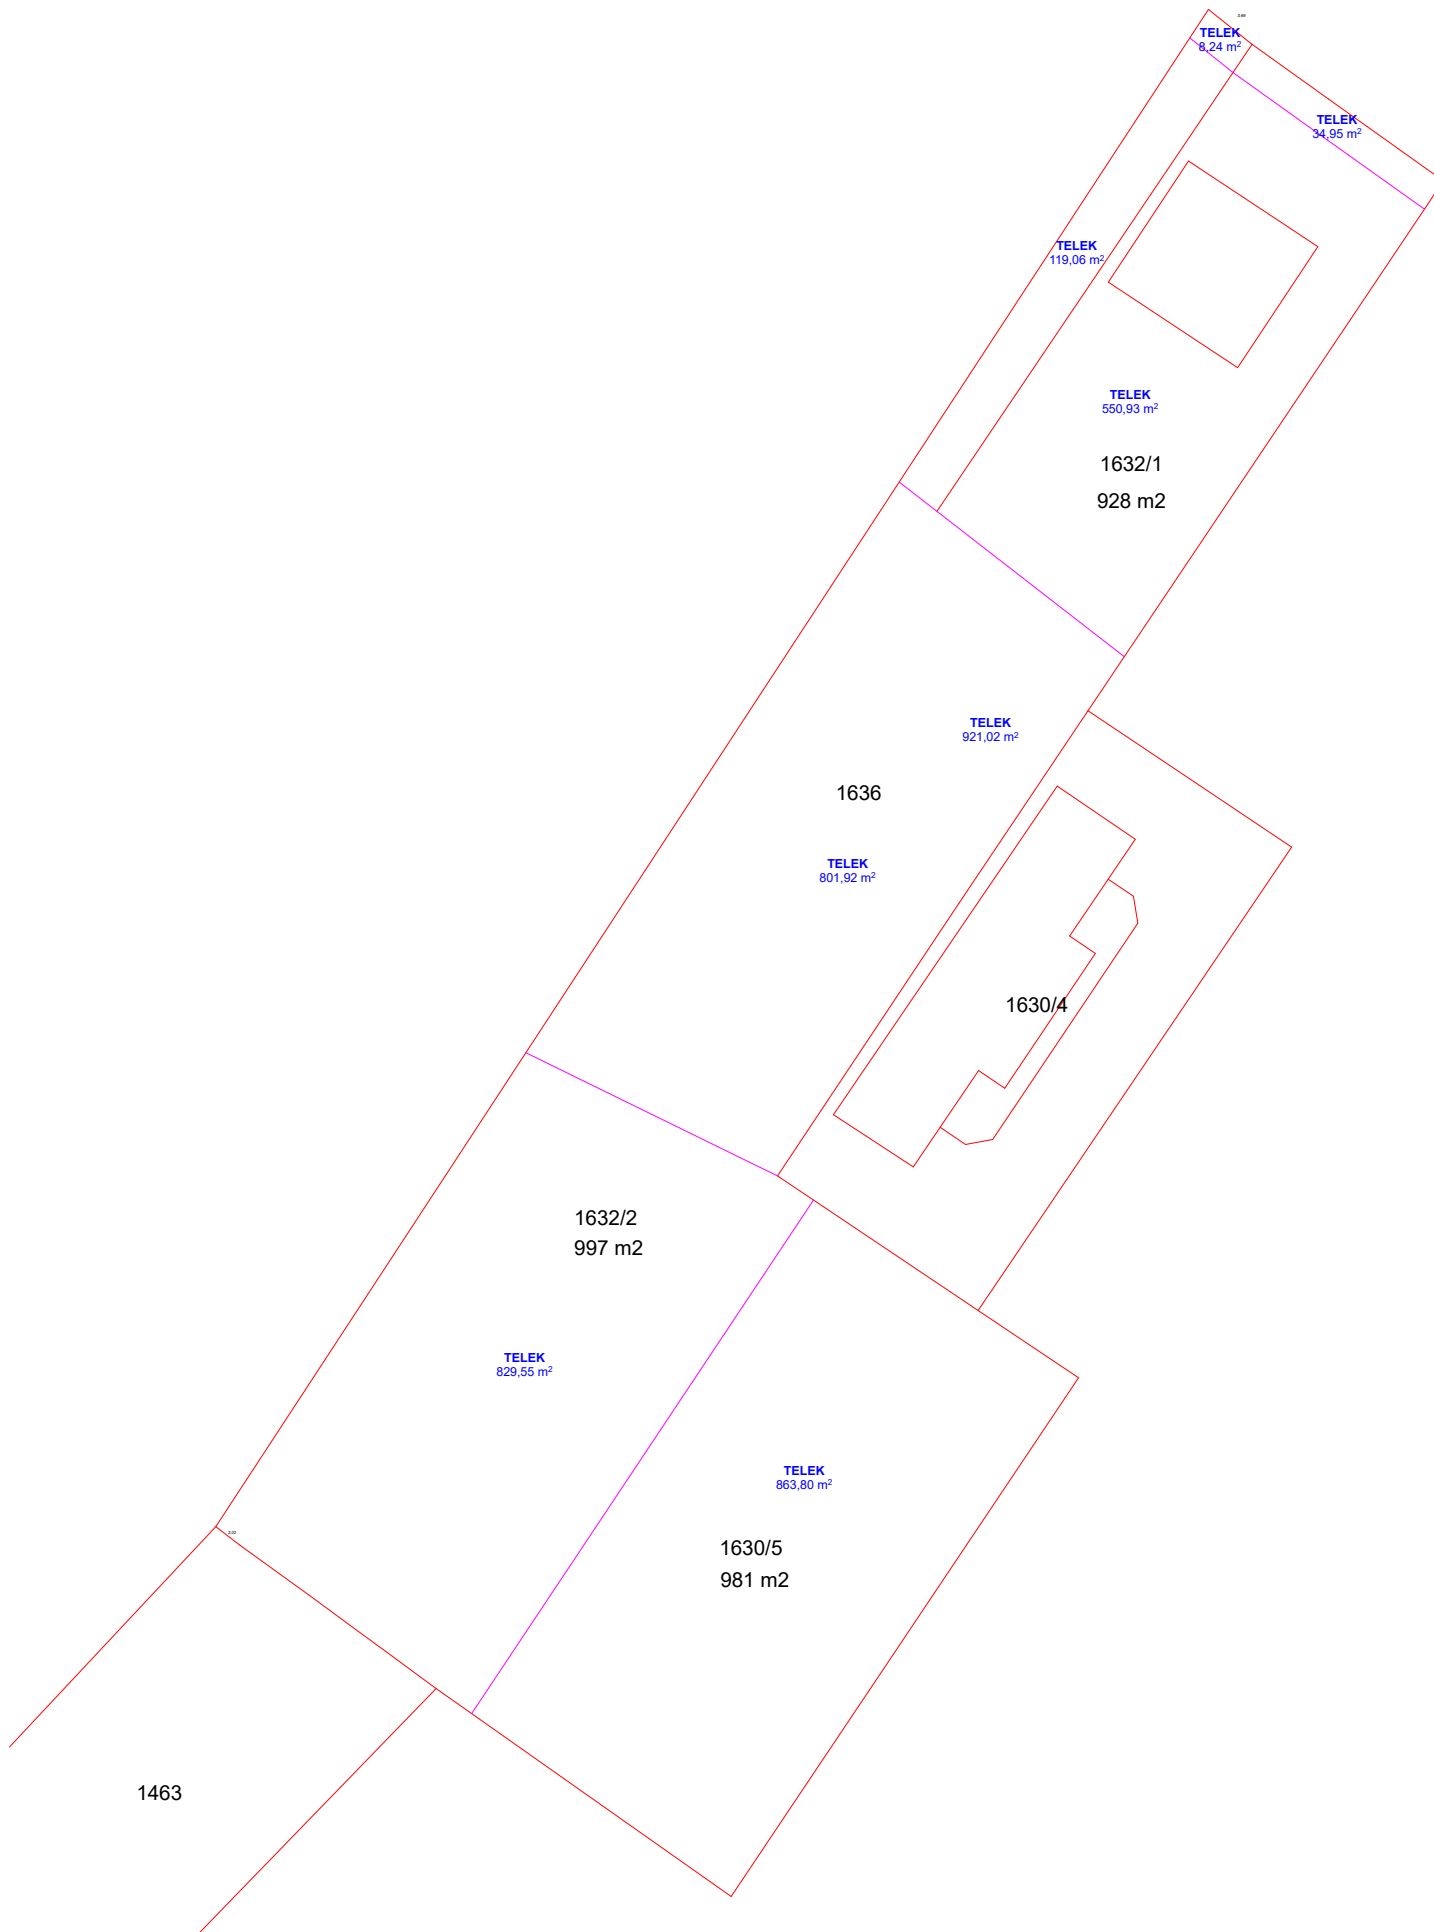 3.69
TELEK
8,24 m²
TELEK
34,95 m²
TELEK
119,06 m²
TELEK
550,93 m²
1632/1
928 m2
TELEK
921,02 m²
1636
TELEK
801,92 m²
1630/4
1632/2
997 m2
TELEK
829,55 m²
TELEK
863,80 m²
1630/5
981 m2
1463